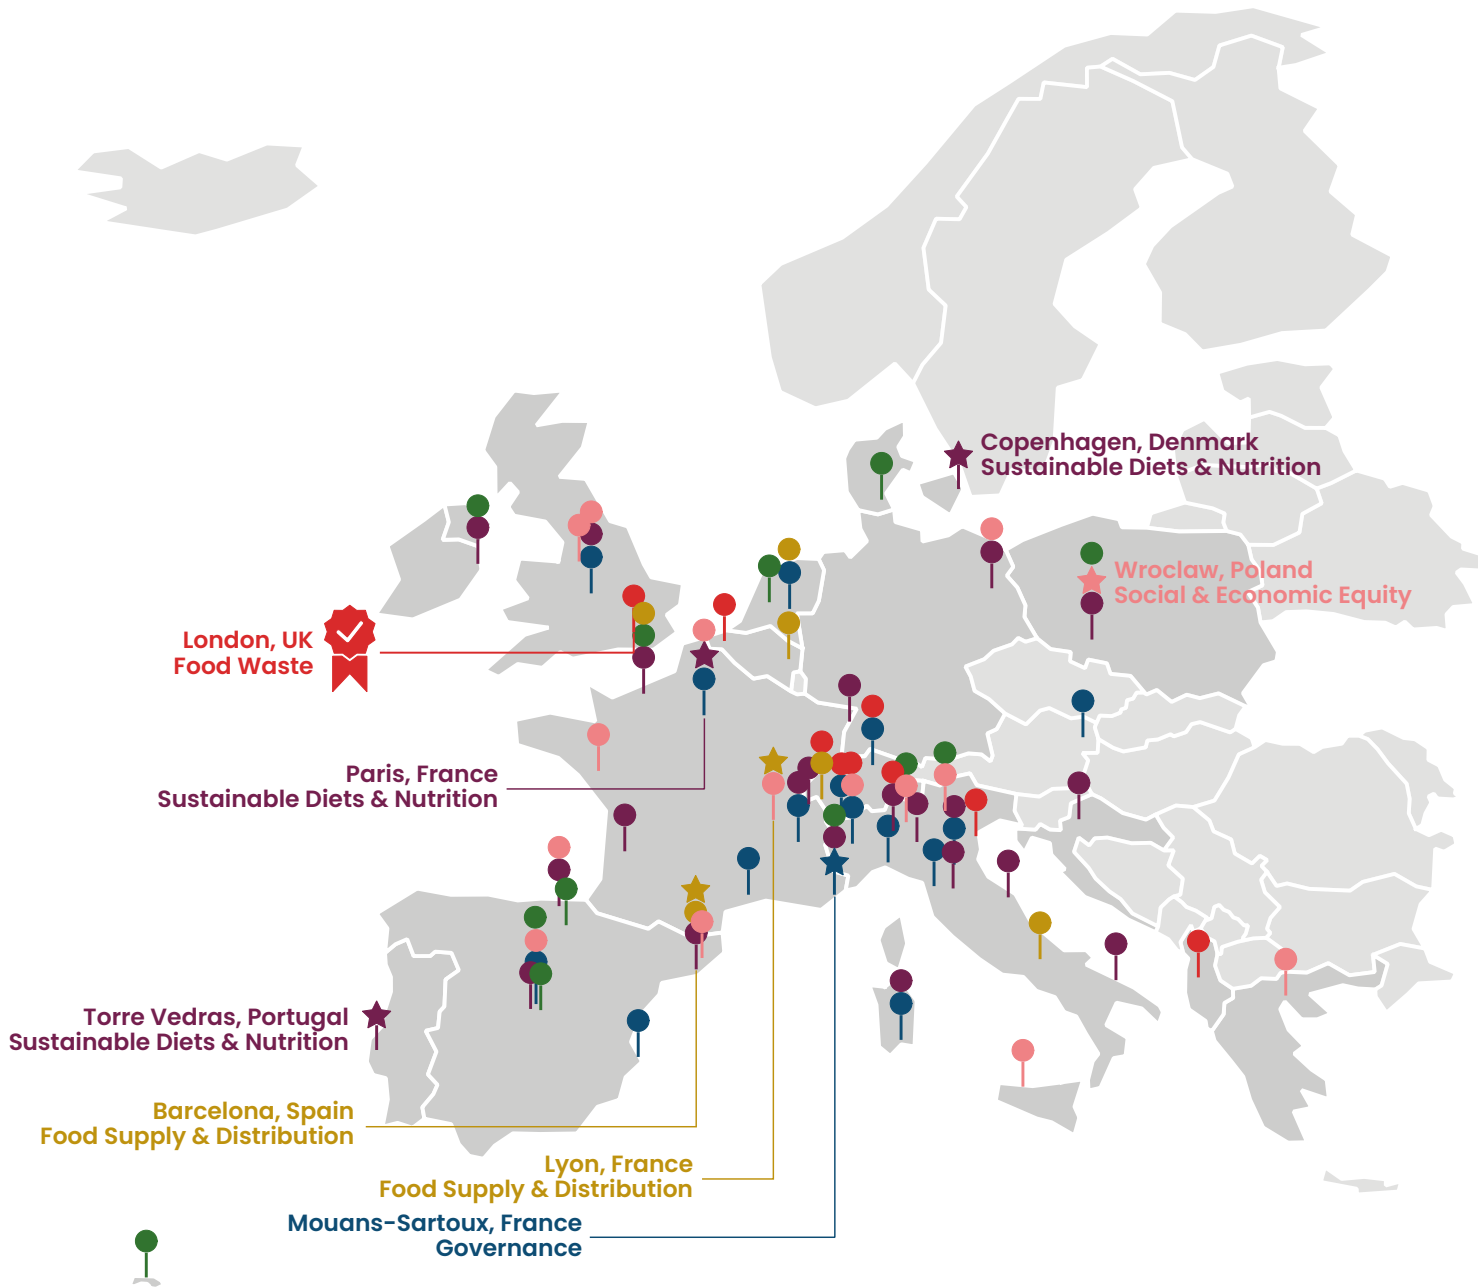 Copenhagen, Denmark
Sustainable Diets & Nutrition
Wroclaw, Poland
Social & Economic Equity
London, UK
Food Waste
Paris, France
Sustainable Diets & Nutrition
Torre Vedras, Portugal
Sustainable Diets & Nutrition
Barcelona, Spain
Food Supply & Distribution
Lyon, France
Food Supply & Distribution
Mouans-Sartoux, France
Governance